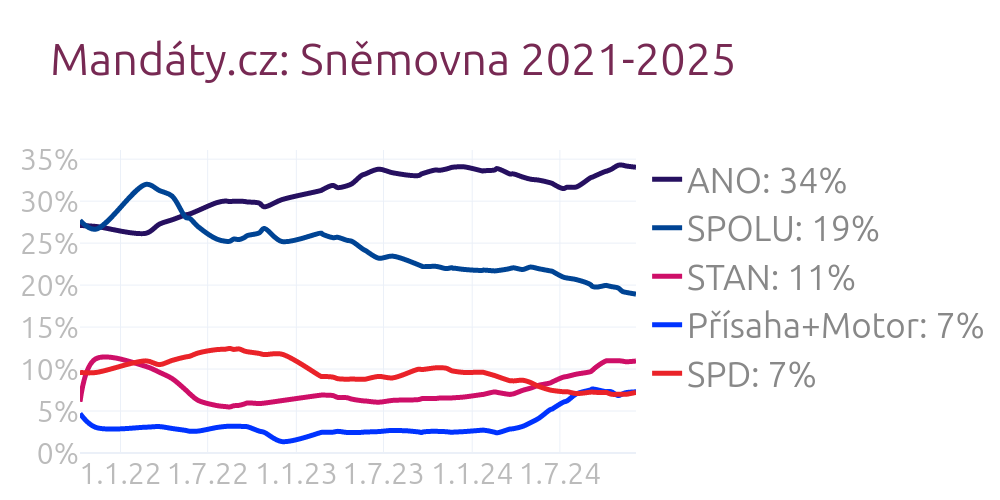 Mandáty.cz: Sněmovna 2021-2025
35%
30%
25%
20%
15%
10%
5%
0%
1.1.22 1.7.22 1.1.23 1.7.23 1.1.24 1.7.24
ANO: 34%
SPOLU: 19%
STAN: 11%
Přísaha+Motor: 7%
SPD: 7%